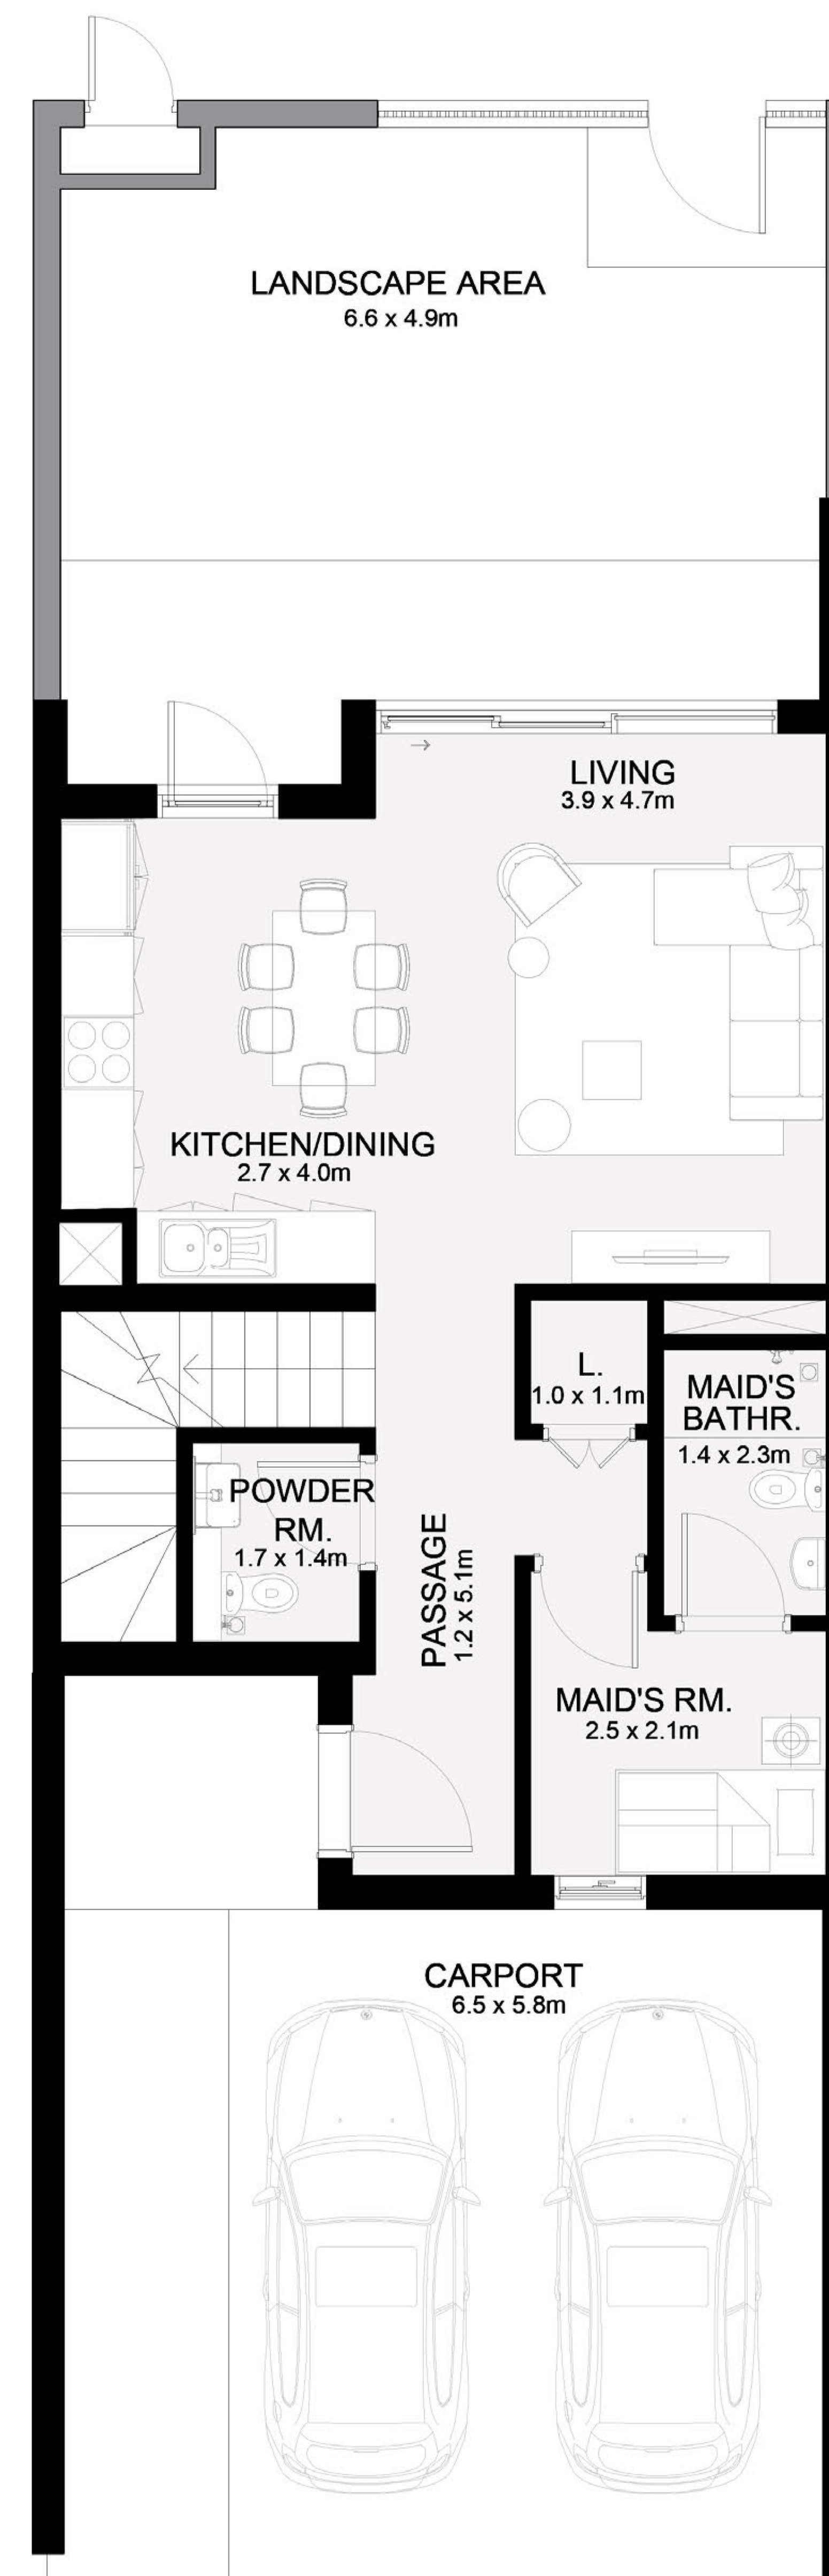 LANDSCAPE AREA
6.6 x 4.9m
LIVING
3.9 x 4.7m
KITCHEN/DINING
2.7 x 4.0m
L.
1.0 x 1.1m
MAID'S
BATHR.
1.4 x 2.3m
POWDER
RM.
1.7 x 1.4m
PASSAGE
1.2 x 5.1m
MAID'S RM.
2.5 x 2.1m
CARPORT
6.5 x 5.8m